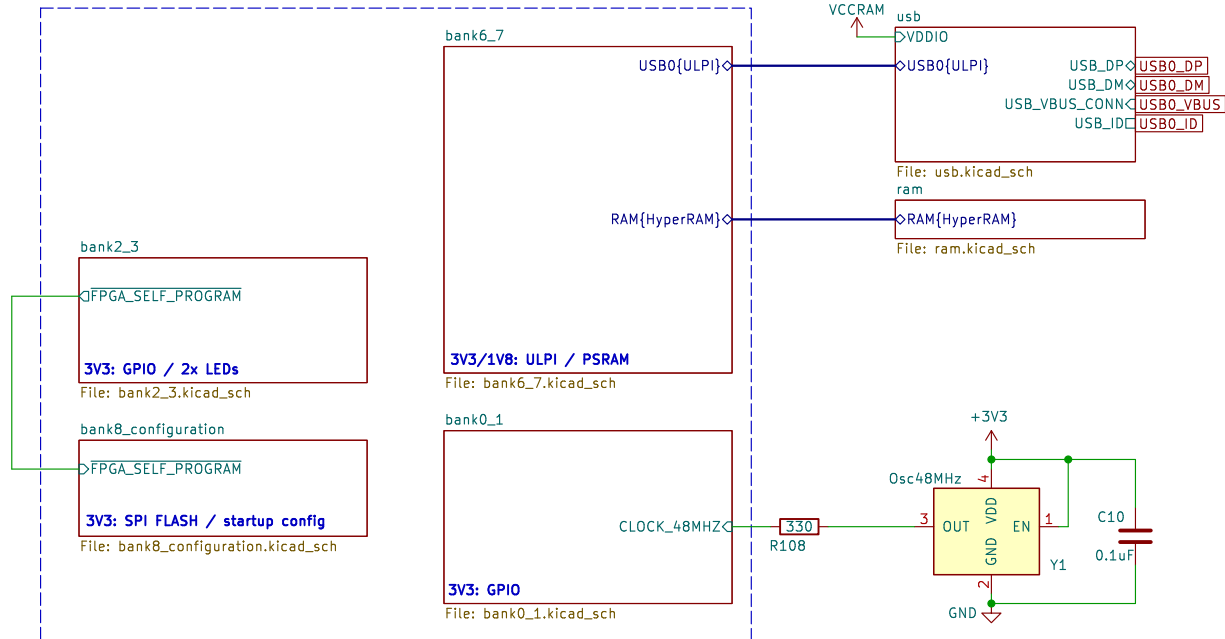 VCCRAM
usb
VDDIO
USB0{ULPI}
USB_DP
USB_DM
USB_VBUS_CONN
USB_ID
USB0_DP
USB0_DM
USB0_VBUS
USB0_ID
File: usb.kicad_sch
bank6_7
USB0{ULPI}
RAM{HyperRAM}
3V3/1V8: ULPI / PSRAM
File: bank6_7.kicad_sch
ram
RAM{HyperRAM}
File: ram.kicad_sch
bank2_3
FPGA_SELF_PROGRAM
3V3: GPIO / 2x LEDs
File: bank2_3.kicad_sch
bank8_configuration
FPGA_SELF_PROGRAM
3V3: SPI FLASH / startup config
File: bank8_configuration.kicad_sch
bank0_1
CLOCK_48MHZ
3V3: GPIO
File: bank0_1.kicad_sch
330
R108
+3V3
Osc48MHz
4
3
OUT
VDD
EN
1
GND
2
Y1
GND
C10
0.1uF